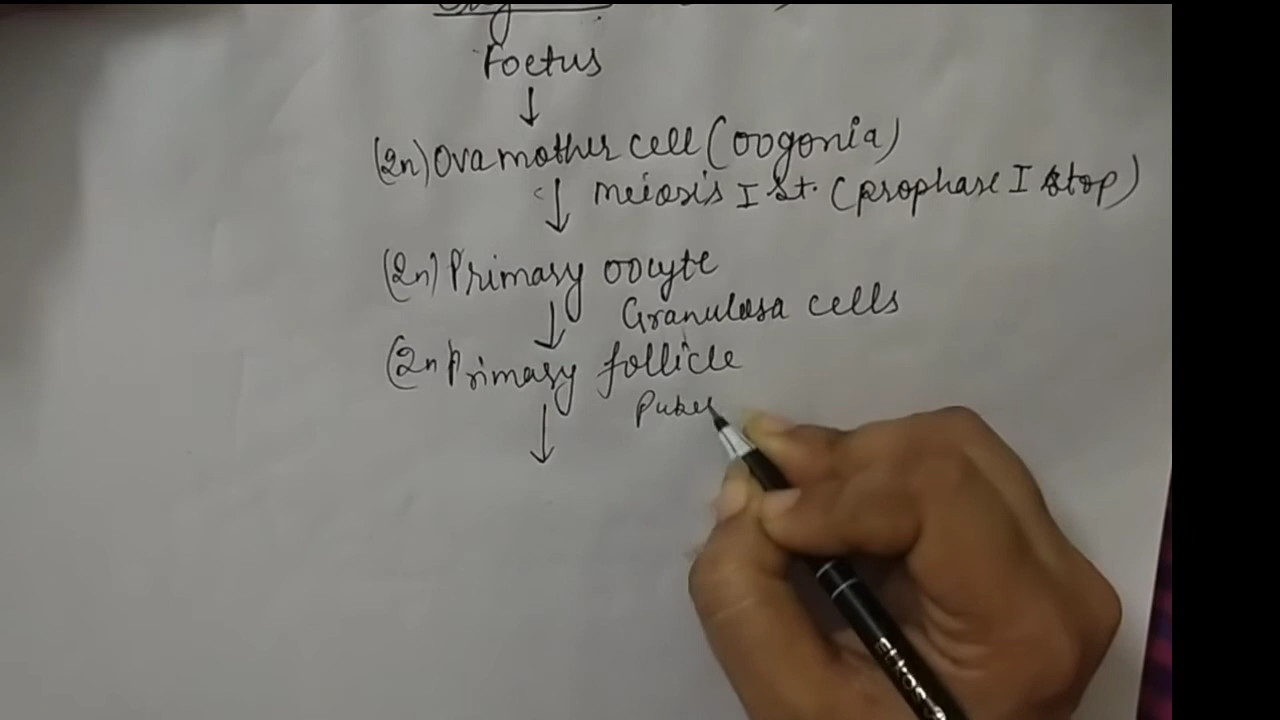 Foetus
(2n) Ova mother cell (oogonia)
meiosis I St. (prophase I stop)
(2n) Primary oocyte
Granulosa cells
(2n Primary follicle
Puber